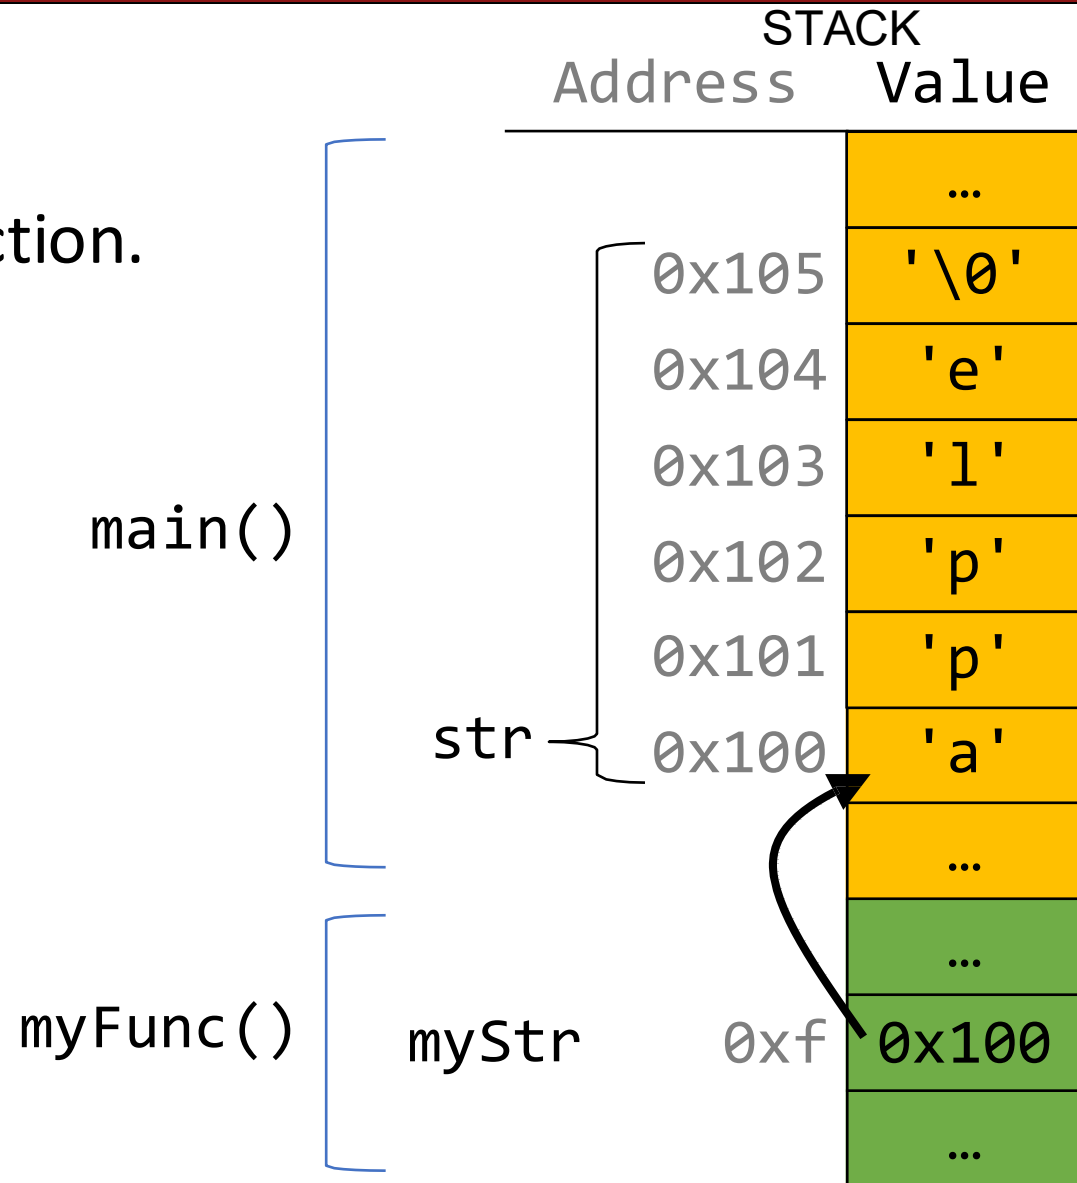 STACK
Address Value
…
ction.
0x105 '\0'
0x104 'e'
0x103 'l'
main()
0x102 'p'
0x101 'p'
str 0x100 'a'
…
…
myFunc() myStr 0xf 0x100
…